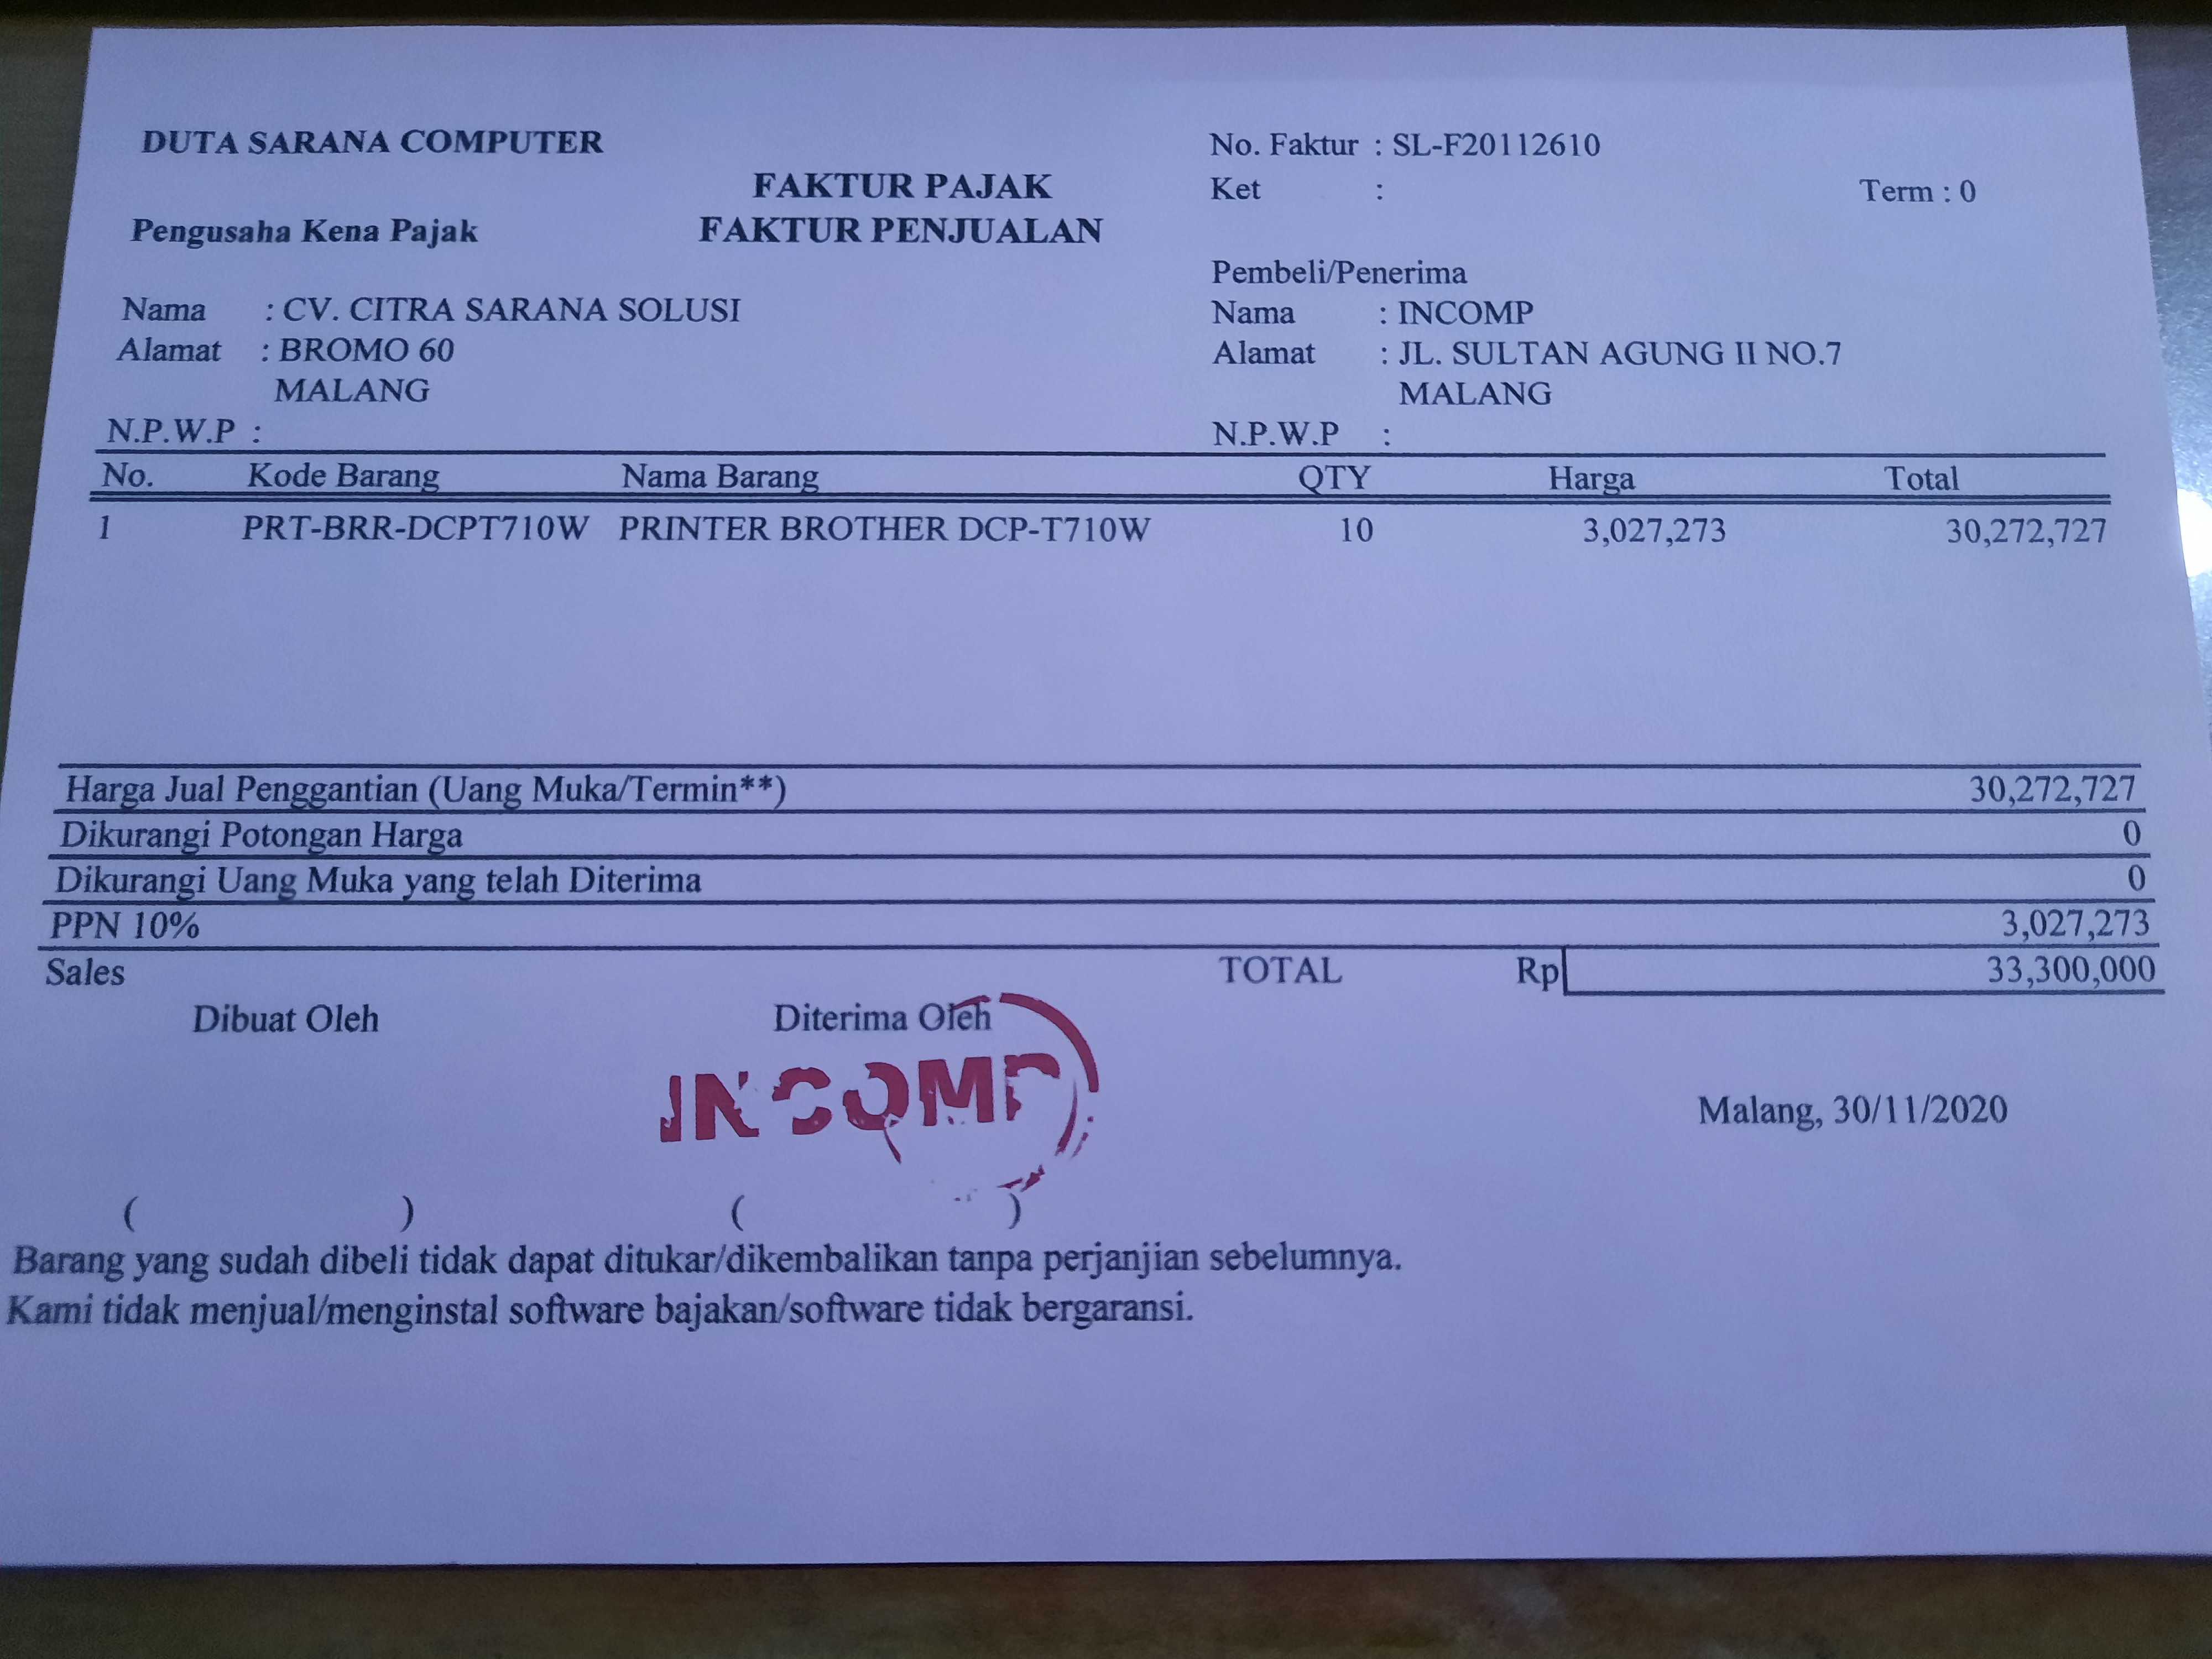 DUTA SARANA COMPUTER
No. Faktur : SL-F20112610
FAKTUR PAJAK
Ket :
Term : 0
Pengusaha Kena Pajak
FAKTUR PENJUALAN
Pembeli/Penerima
Nama : CV. CITRA SARANA SOLUSI
Nama : INCOMP
Alamat : BROMO 60
Alamat : JL. SULTAN AGUNG II NO.7
MALANG
MALANG
N.P.W.P :
N.P.W.P :
No. Kode Barang Nama Barang QTY Harga Total
1 PRT-BRR-DCPT710W PRINTER BROTHER DCP-T710W 10 3,027,273 30,272,727
Harga Jual Penggantian (Uang Muka/Termin**) 30,272,727
Dikurangi Potongan Harga 0
Dikurangi Uang Muka yang telah Diterima 0
PPN 10% 3,027,273
Sales TOTAL Rp 33,300,000
Dibuat Oleh Diterima Oleh
INCOMP
Malang, 30/11/2020
( ) ( )
Barang yang sudah dibeli tidak dapat ditukar/dikembalikan tanpa perjanjian sebelumnya.
Kami tidak menjual/menginstal software bajakan/software tidak bergaransi.